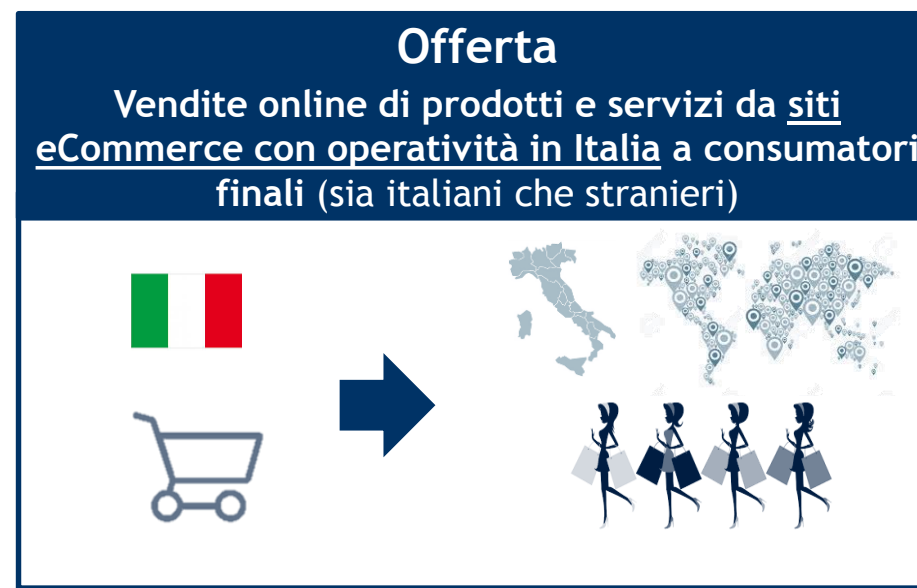 Offerta
Vendite online di prodotti e servizi da siti
eCommerce con operatività in Italia a consumatori
finali (sia italiani che stranieri)